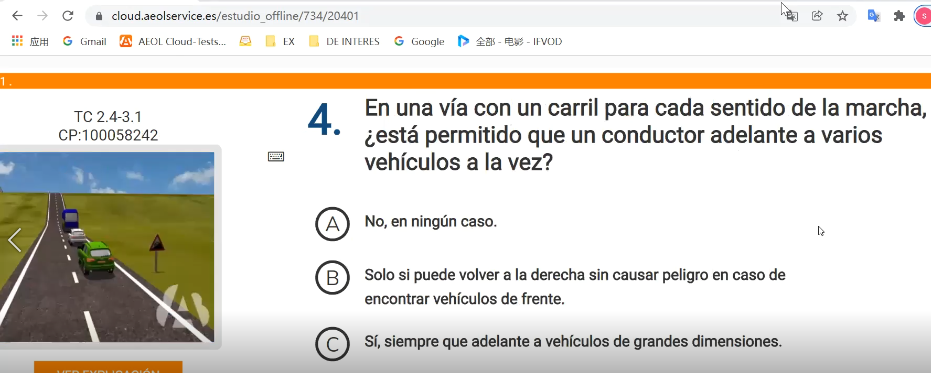 cloud.aeolservice.es/estudio_offline/734/20401
应用
Gmail
AEOL Cloud-Tests...
EX
DE INTERES
Google
全部 - 电影 - IFVOD
1.
TC 2.4-3.1
CP:100058242
4.
En una vía con un carril para cada sentido de la marcha,
¿está permitido que un conductor adelante a varios
vehículos a la vez?
A
No, en ningún caso.
B
Solo si puede volver a la derecha sin causar peligro en caso de
encontrar vehículos de frente.
C
Sí, siempre que adelante a vehículos de grandes dimensiones.
VER EXPLICACIÓN